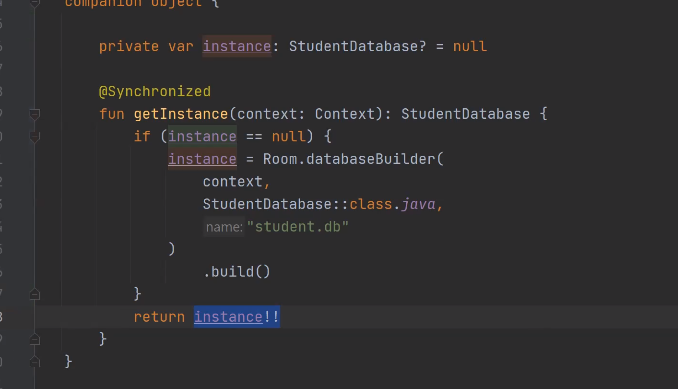 companion object {
private var instance: StudentDatabase? = null
@Synchronized
fun getInstance(context: Context): StudentDatabase {
if (instance == null) {
instance = Room.databaseBuilder(
context,
StudentDatabase::class.java,
name: "student.db"
)
.build()
}
return instance!!
}
}